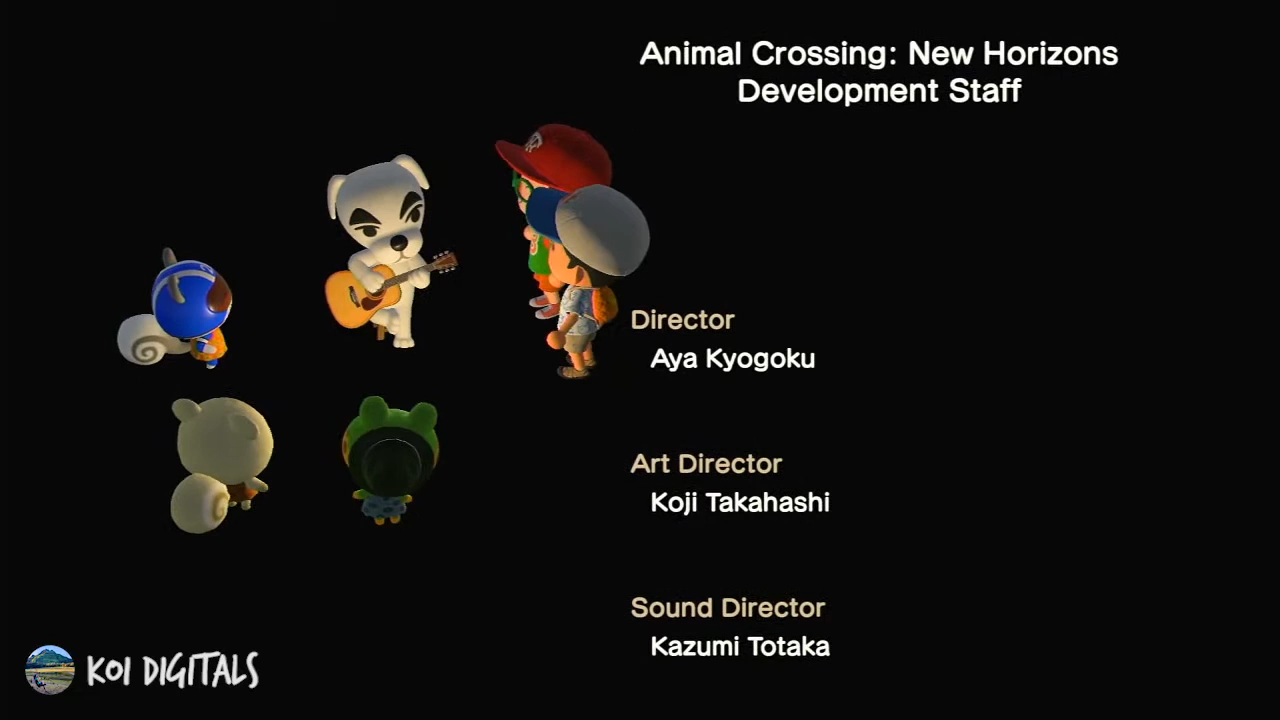 Animal Crossing: New Horizons
Development Staff
Director
Aya Kyogoku
Art Director
Koji Takahashi
Sound Director
Kazumi Totaka
KOI DIGITALS